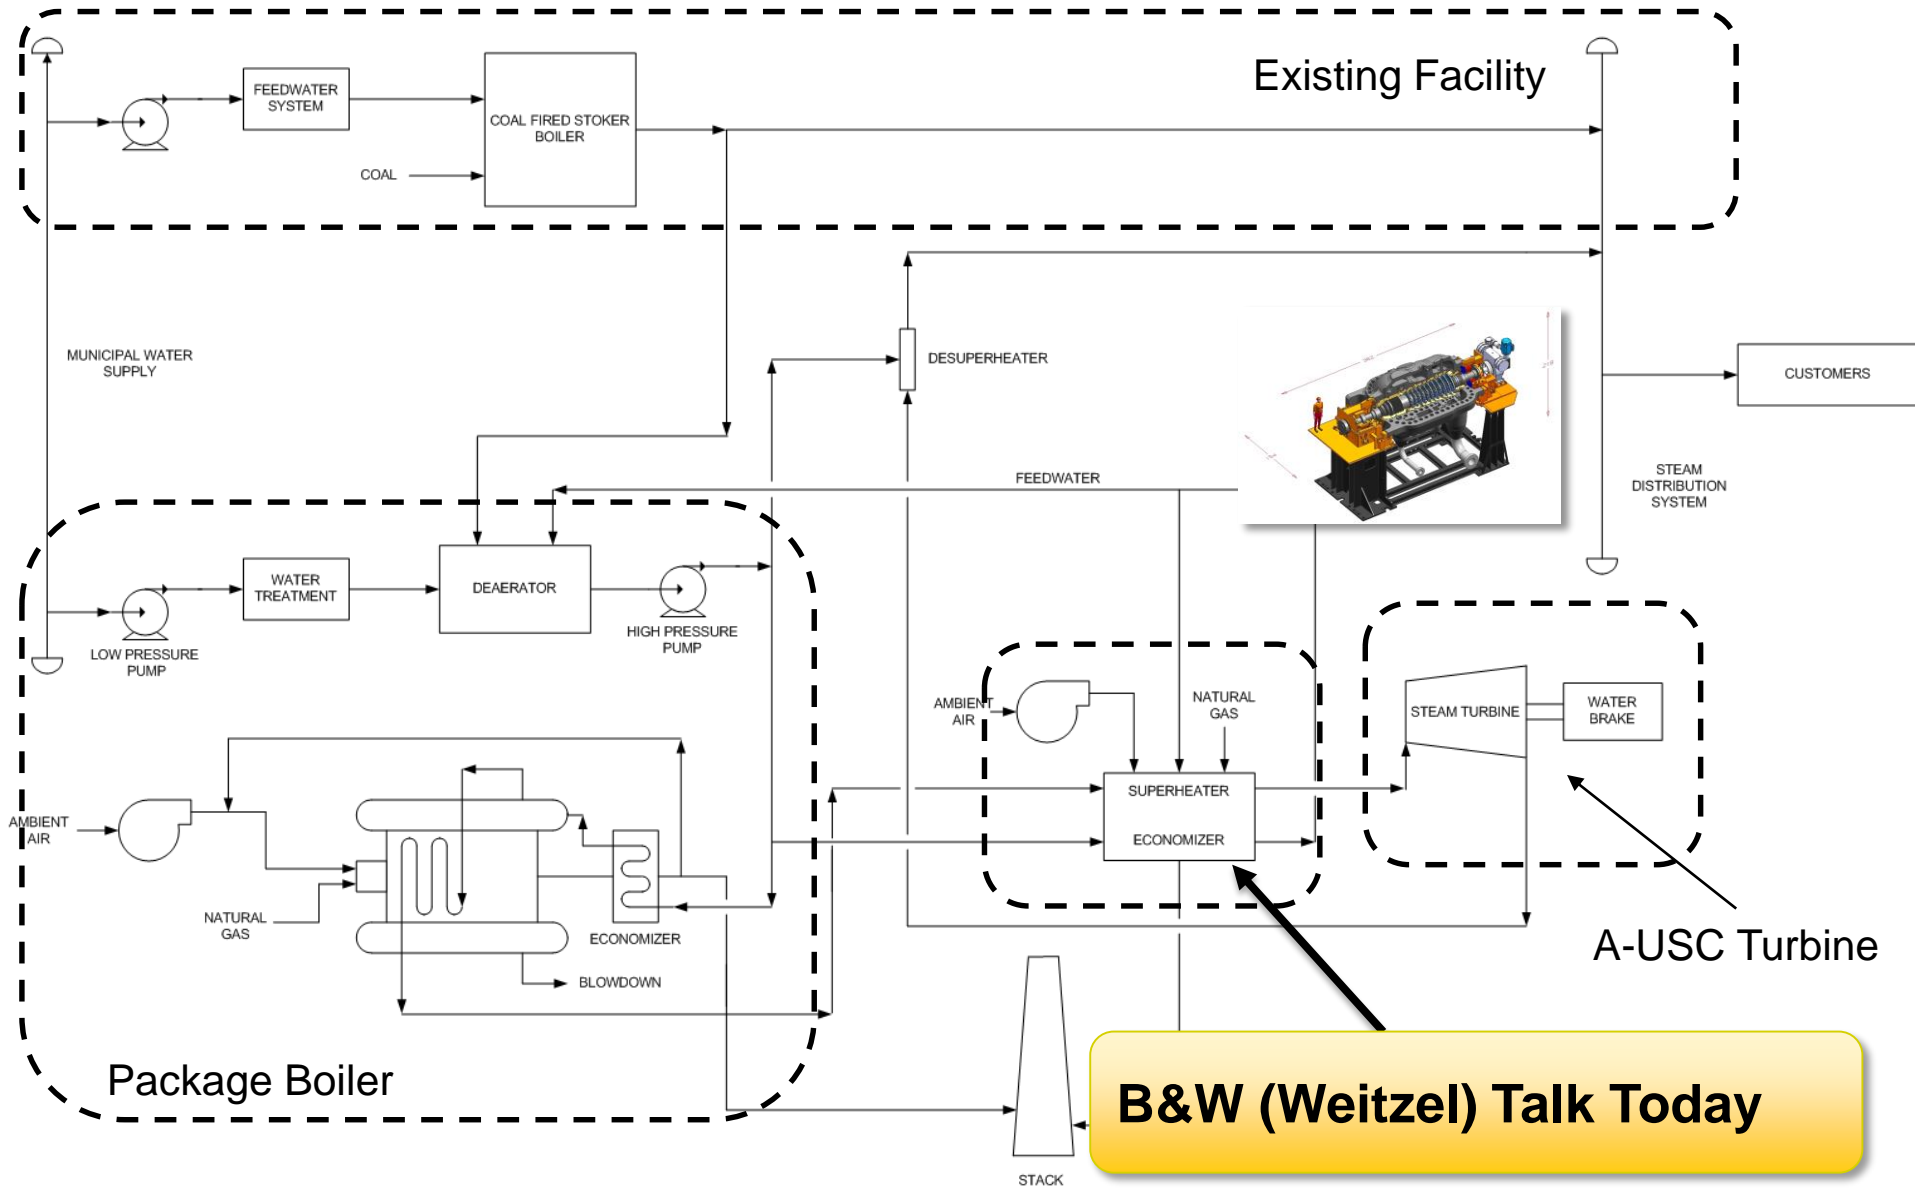 Existing Facility
FEEDWATER
SYSTEM
COAL FIRED STOKER
BOILER
COAL
MUNICIPAL WATER
SUPPLY
DESUPERHEATER
CUSTOMERS
FEEDWATER
STEAM
DISTRIBUTION
SYSTEM
WATER
TREATMENT
DEAERATOR
LOW PRESSURE
PUMP
HIGH PRESSURE
PUMP
AMBIENT
AIR
NATURAL
GAS
STEAM TURBINE
WATER
BRAKE
SUPERHEATER
ECONOMIZER
AMBIENT
AIR
NATURAL
GAS
ECONOMIZER
BLOWDOWN
A-USC Turbine
Package Boiler
B&W (Weitzel) Talk Today
STACK